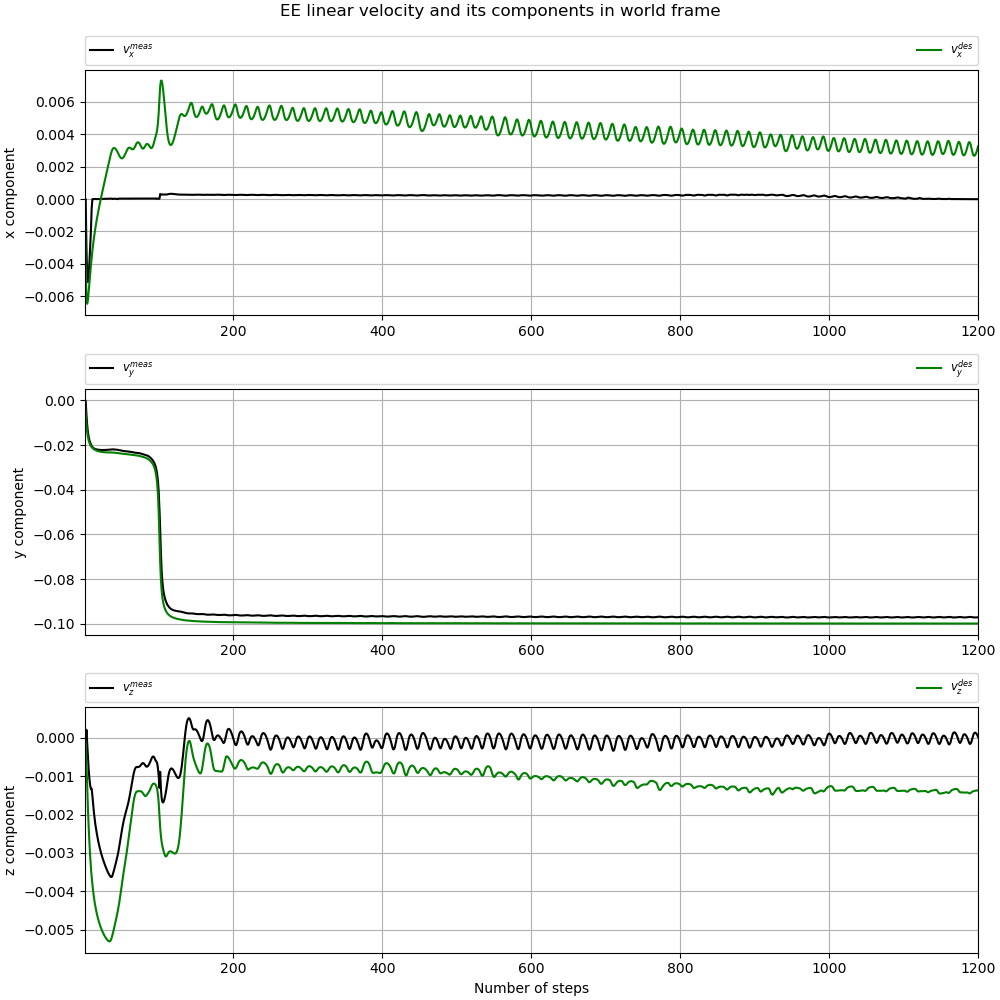 EE linear velocity and its components in world frame
v_x^{meas} v_x^{des}
0.006
0.004
0.002
0.000
−0.002
−0.004
−0.006
x component
200 400 600 800 1000 1200
v_y^{meas} v_y^{des}
0.00
−0.02
−0.04
−0.06
−0.08
−0.10
y component
200 400 600 800 1000 1200
v_z^{meas} v_z^{des}
0.000
−0.001
−0.002
−0.003
−0.004
−0.005
z component
200 400 600 800 1000 1200
Number of steps